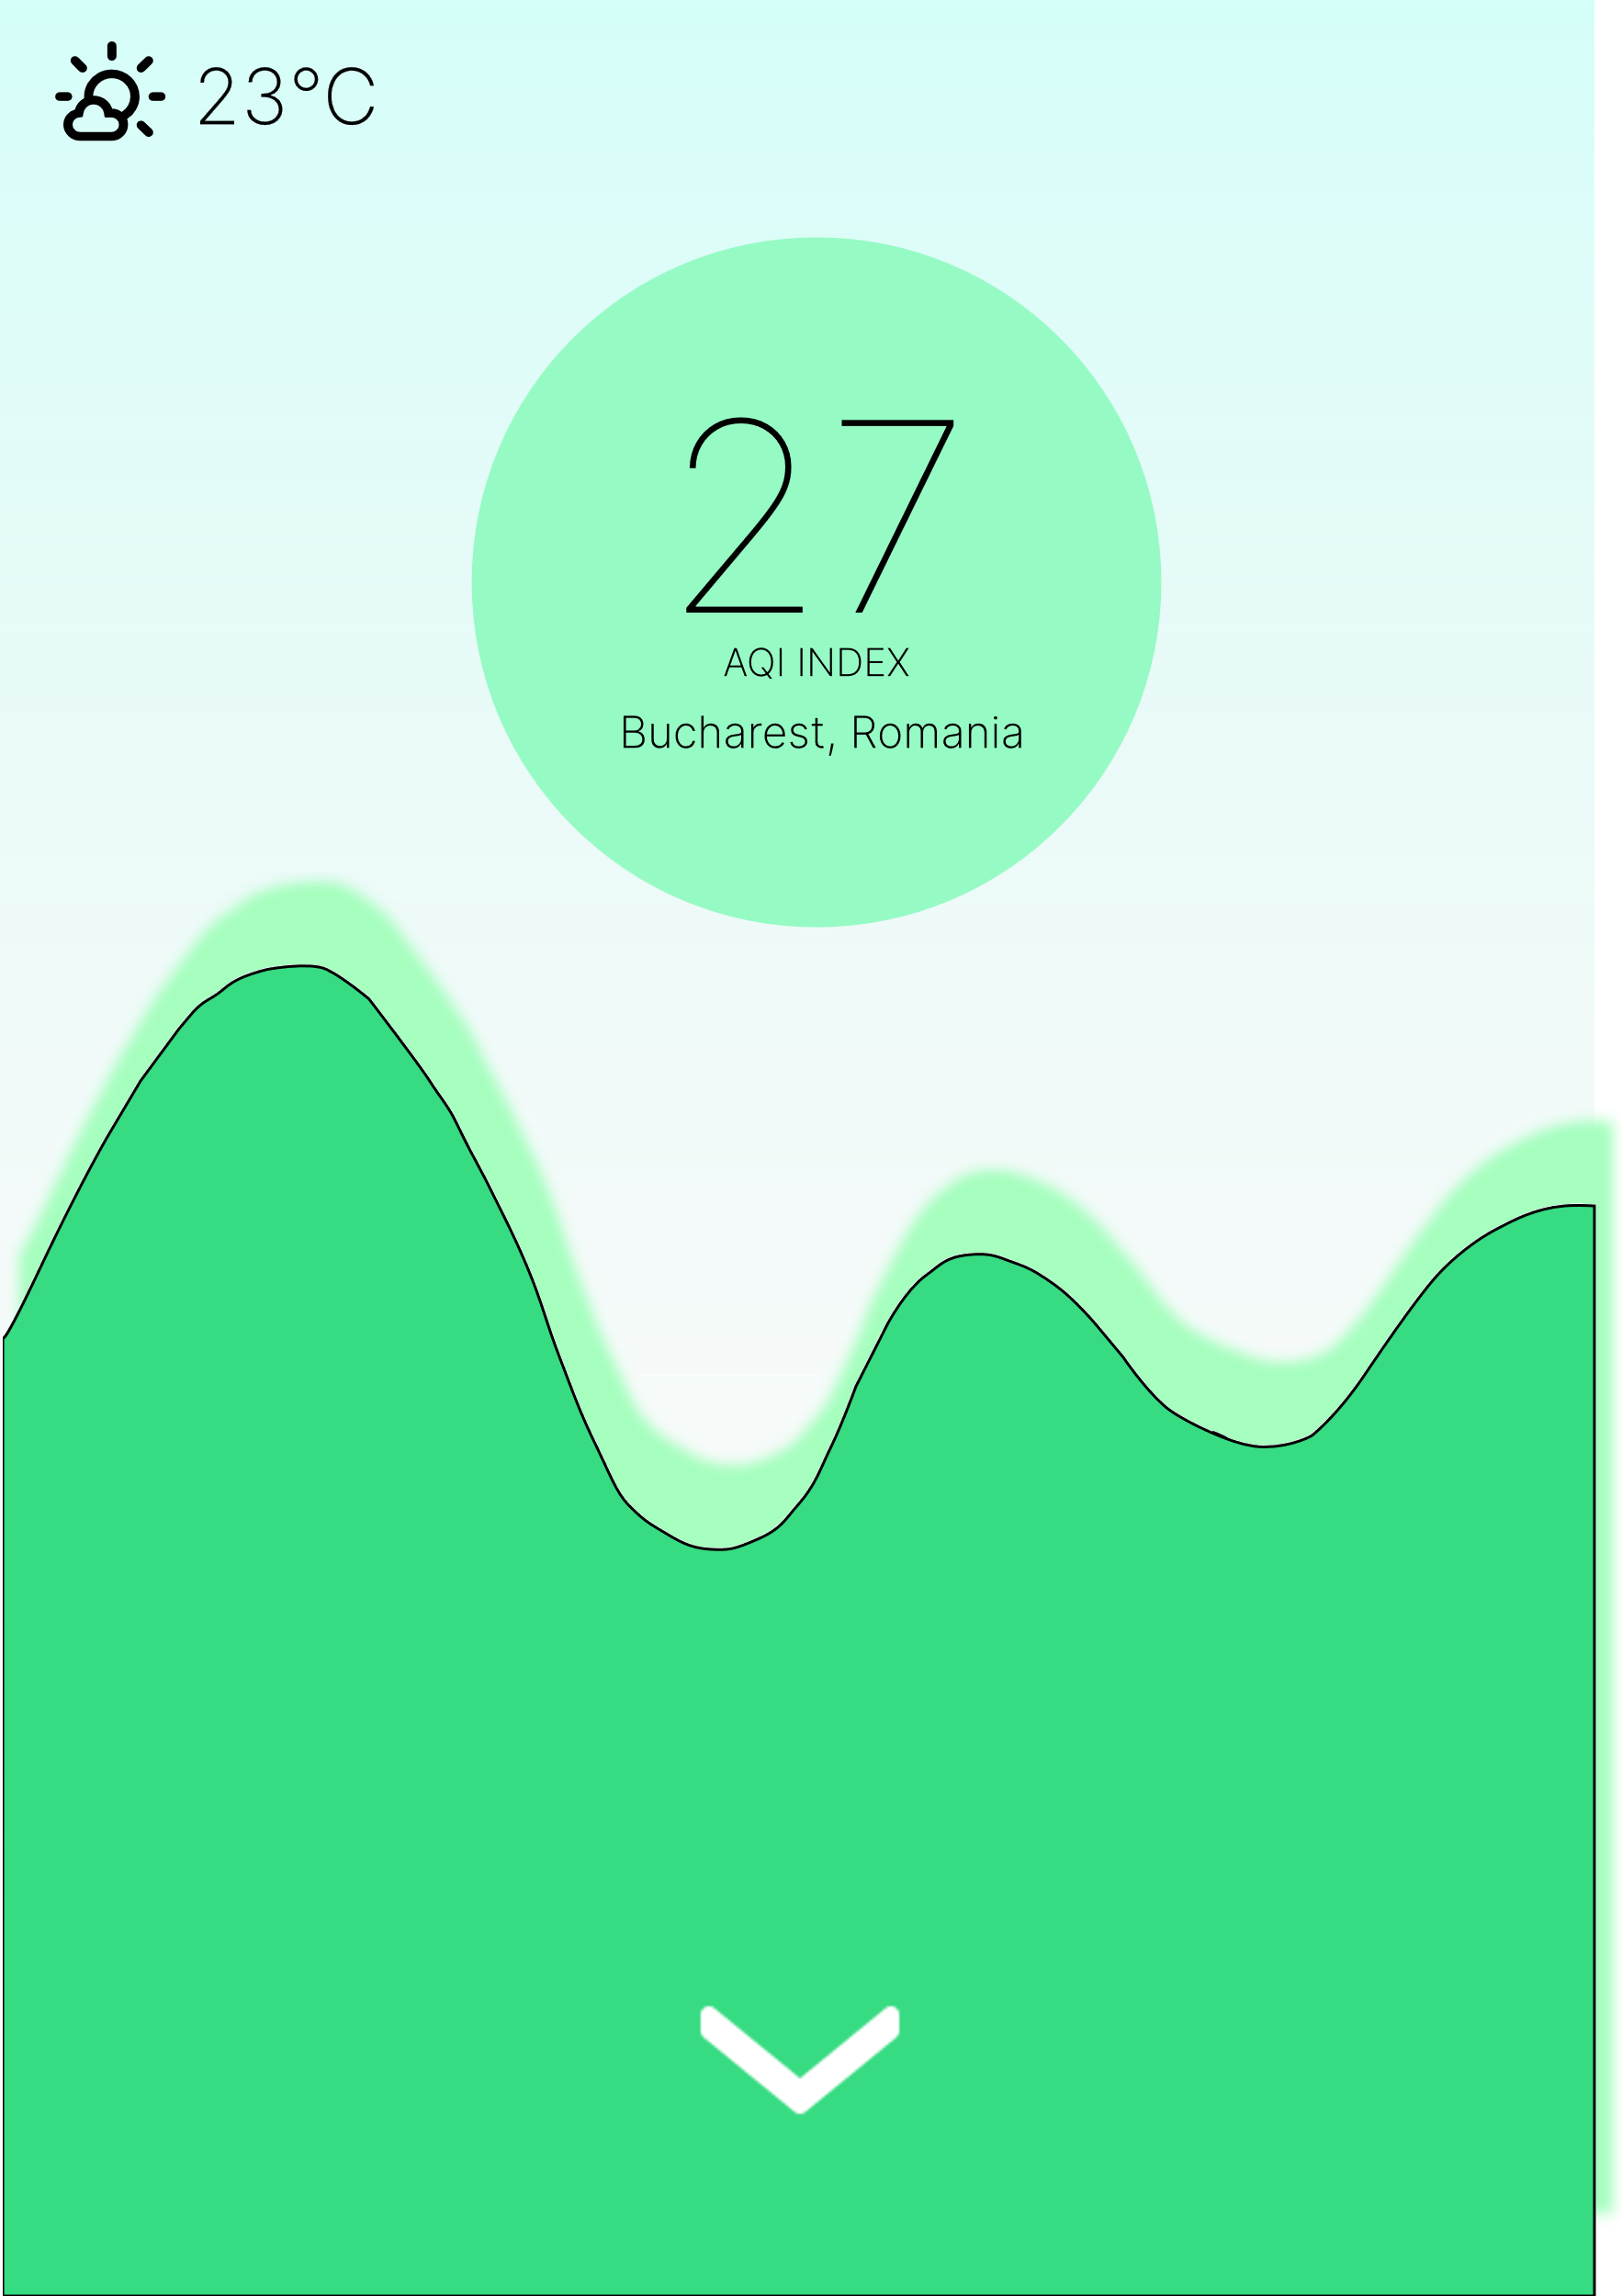 23°C
27
AQI INDEX
Bucharest, Romania